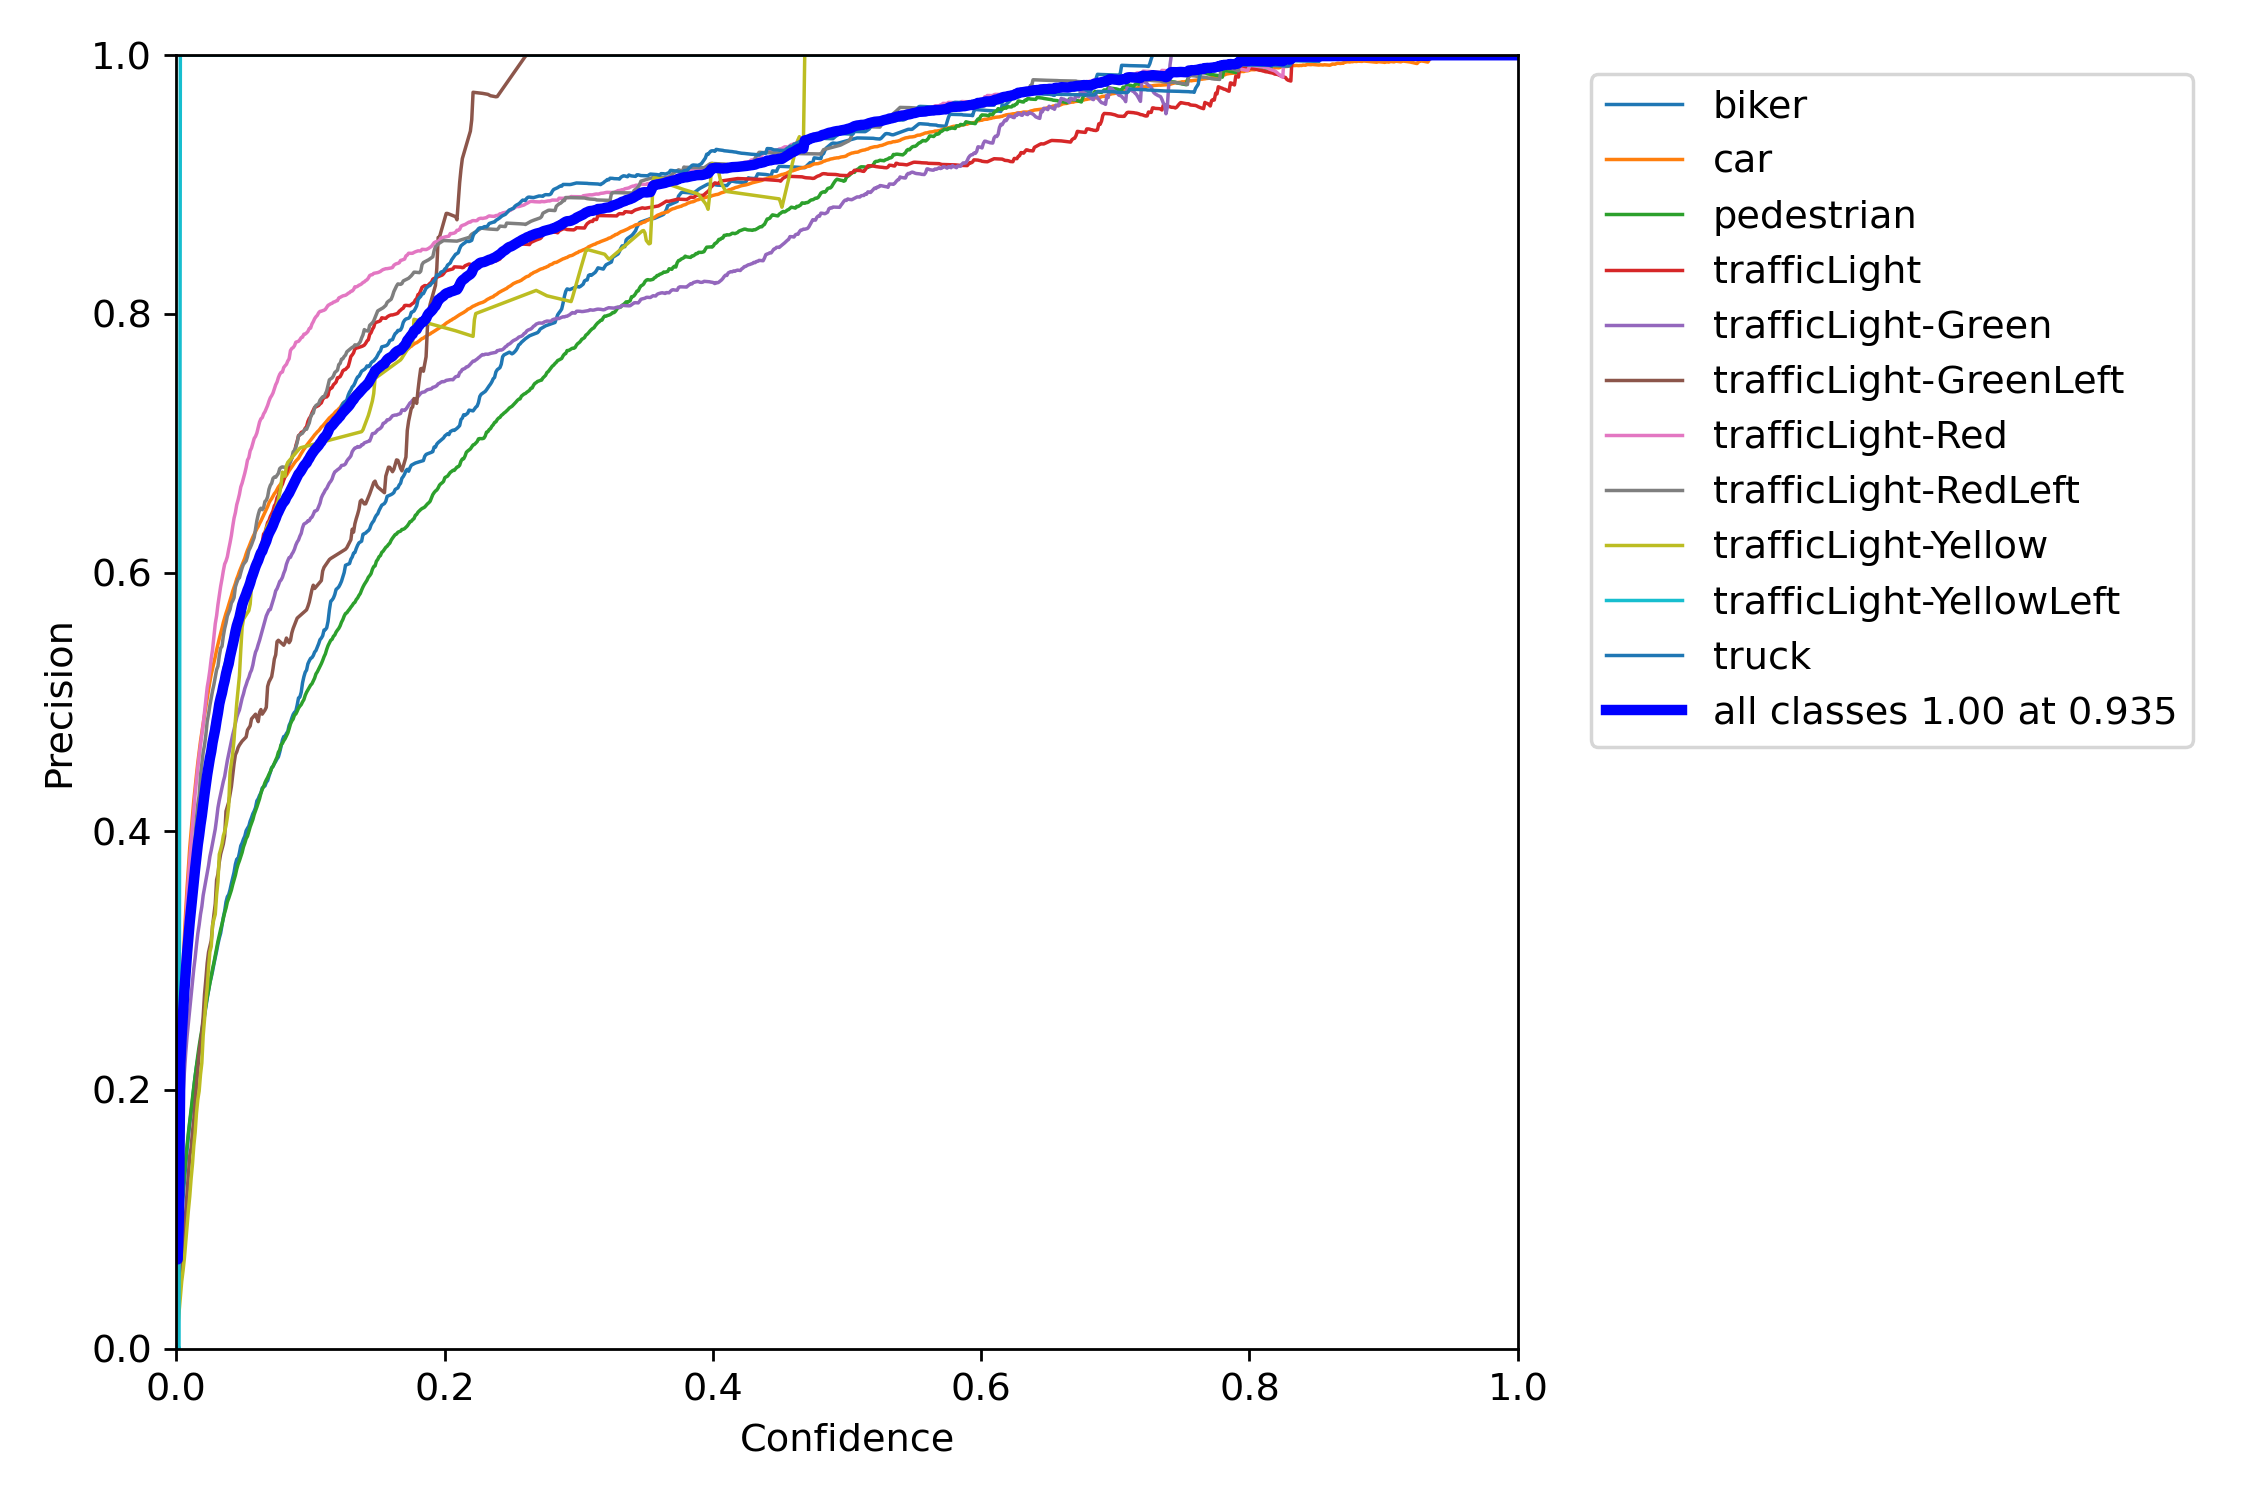 1.0
0.8
0.6
0.4
0.2
0.0
Precision
0.0 0.2 0.4 0.6 0.8 1.0
Confidence
biker
car
pedestrian
trafficLight
trafficLight-Green
trafficLight-GreenLeft
trafficLight-Red
trafficLight-RedLeft
trafficLight-Yellow
trafficLight-YellowLeft
truck
all classes 1.00 at 0.935